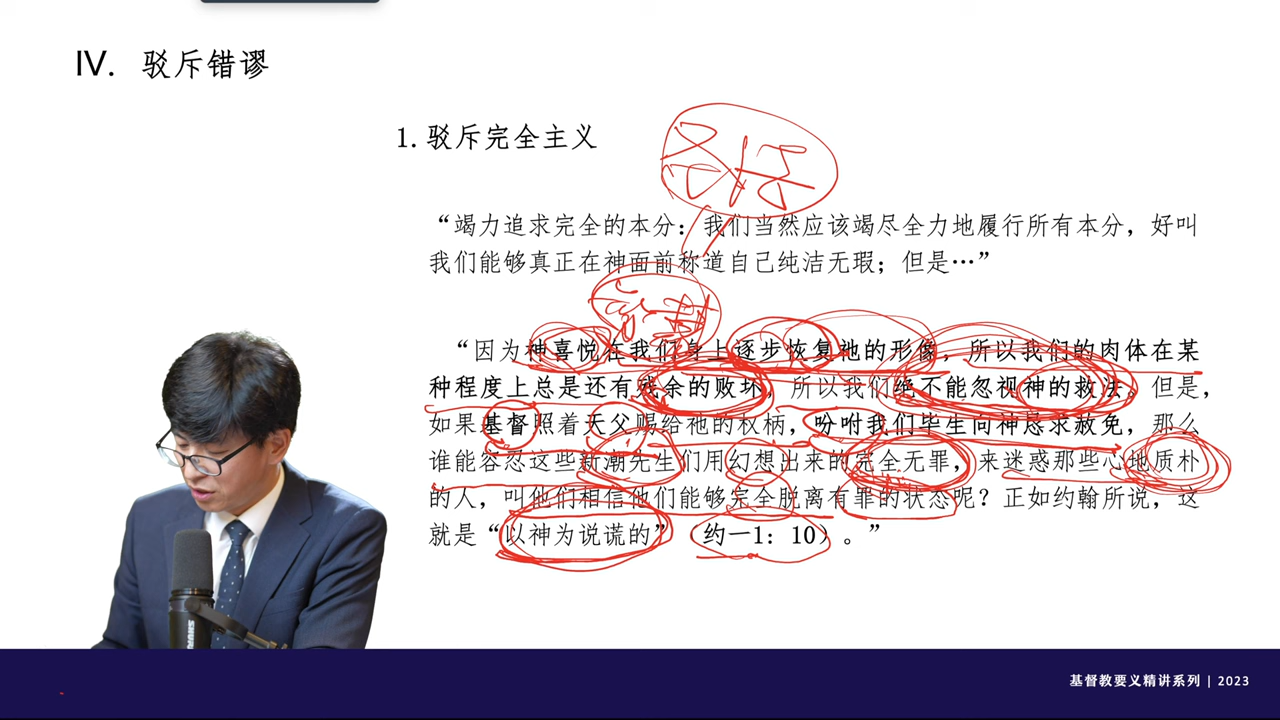 IV. 驳斥错谬
1. 驳斥完全主义
“竭力追求完全的本分：我们当然应该竭尽全力地履行所有本分，好叫
我们能够真正在神面前称道自己纯洁无瑕；但是…”
“因为神喜悦在我们身上逐步恢复祂的形像，所以我们的肉体在某
种程度上总是还有残余的败坏，所以我们绝不能忽视神的救法。但是，
如果基督照着天父赐给祂的权柄，吩咐我们毕生向神恳求赦免，那么
谁能容忍这些新潮先生们用幻想出来的完全无罪，来迷惑那些心地质朴
的人，叫他们相信他们能够完全脱离有罪的状态呢？正如约翰所说，这
就是“以神为说谎的”（约一1：10）。”
SHURE
基督教要义精讲系列 | 2023